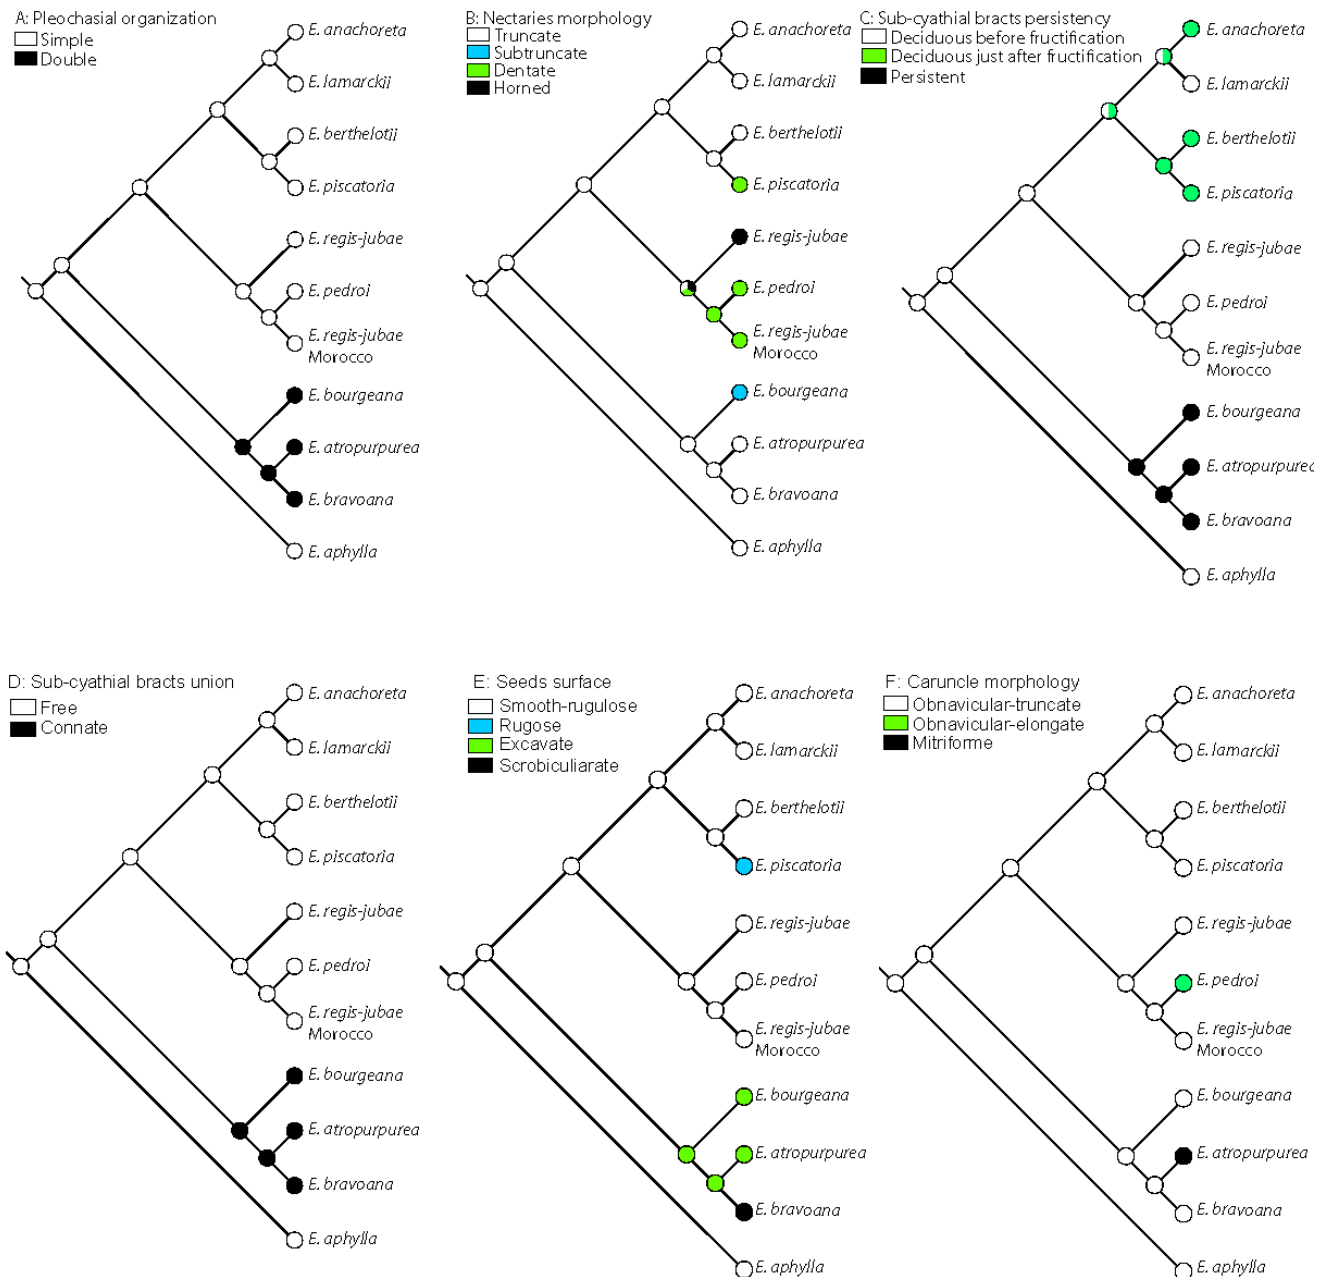 A: Pleochasial organization
Simple
Double
E. anachoreta
E. lamarckii
E. berthelotii
E. piscatoria
E. regis-jubae
E. pedroi
E. regis-jubae
Morocco
E. bourgeana
E. atropurpurea
E. bravoana
E. aphylla
B: Nectaries morphology
Truncate
Subtruncate
Dentate
Horned
E. anachoreta
E. lamarckii
E. berthelotii
E. piscatoria
E. regis-jubae
E. pedroi
E. regis-jubae
Morocco
E. bourgeana
E. atropurpurea
E. bravoana
E. aphylla
C: Sub-cyathial bracts persistency
Deciduous before fructification
Deciduous just after fructification
Persistent
E. anachoreta
E. lamarckii
E. berthelotii
E. piscatoria
E. regis-jubae
E. pedroi
E. regis-jubae
Morocco
E. bourgeana
E. atropurpurea
E. bravoana
E. aphylla
D: Sub-cyathial bracts union
Free
Connate
E. anachoreta
E. lamarckii
E. berthelotii
E. piscatoria
E. regis-jubae
E. pedroi
E. regis-jubae
Morocco
E. bourgeana
E. atropurpurea
E. bravoana
E. aphylla
E: Seeds surface
Smooth-rugulose
Rugose
Excavate
Scrobiculiarate
E. anachoreta
E. lamarckii
E. berthelotii
E. piscatoria
E. regis-jubae
E. pedroi
E. regis-jubae
Morocco
E. bourgeana
E. atropurpurea
E. bravoana
E. aphylla
F: Caruncle morphology
Obnavicular-truncate
Obnavicular-elongate
Mitriforme
E. anachoreta
E. lamarckii
E. berthelotii
E. piscatoria
E. regis-jubae
E. pedroi
E. regis-jubae
Morocco
E. bourgeana
E. atropurpurea
E. bravoana
E. aphylla